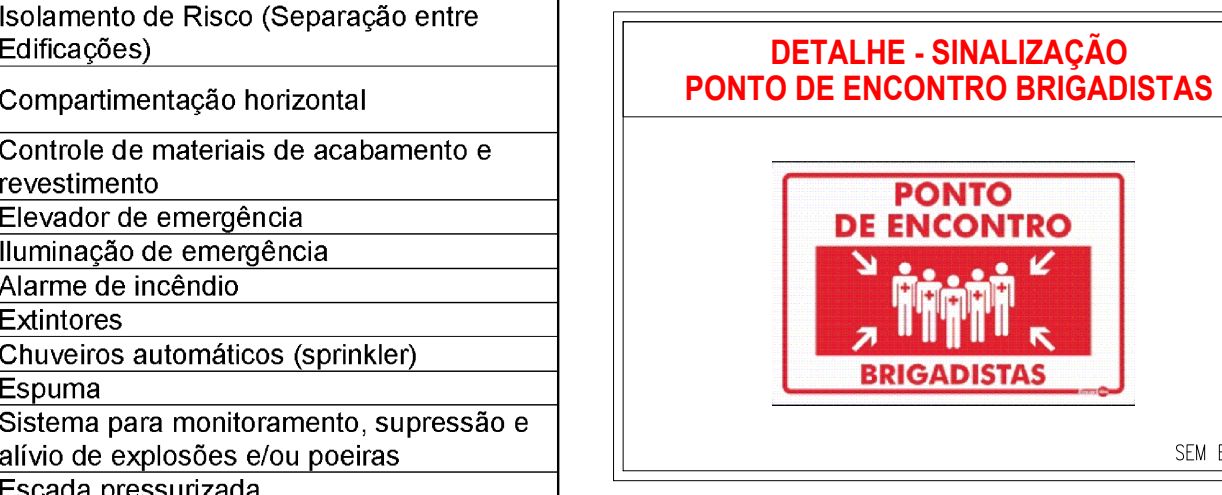 Isolamento de Risco (Separação entre
Edificações)
Compartimentação horizontal
Controle de materiais de acabamento e
revestimento
Elevador de emergência
Iluminação de emergência
Alarme de incêndio
Extintores
Chuveiros automáticos (sprinkler)
Espuma
Sistema para monitoramento, supressão e
alívio de explosões e/ou poeiras
Escada pressurizada
DETALHE - SINALIZAÇÃO
PONTO DE ENCONTRO BRIGADISTAS
PONTO
DE ENCONTRO
BRIGADISTAS
SEM